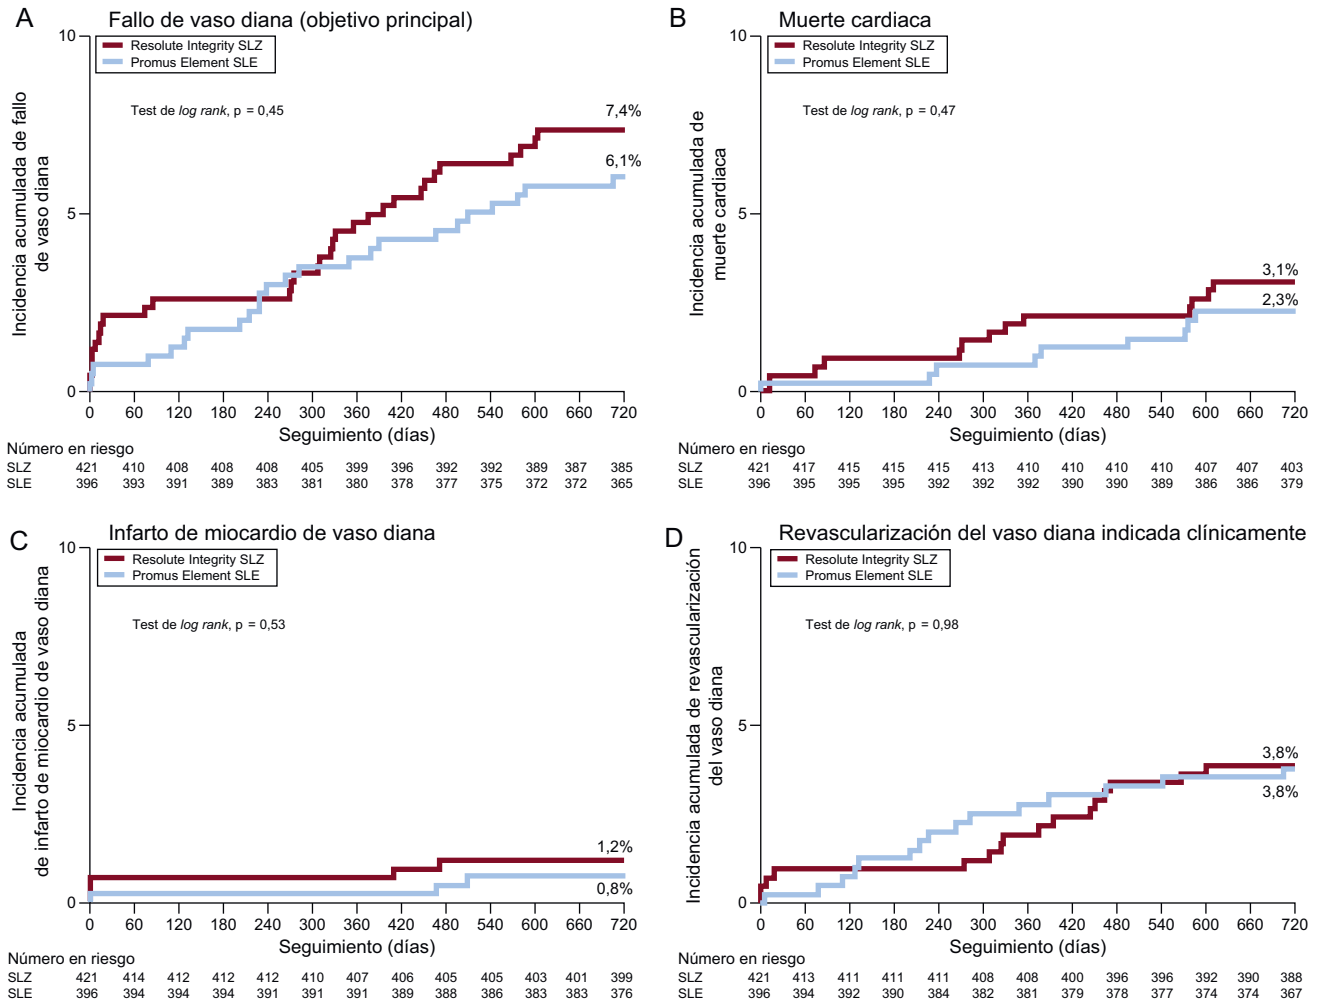 A Fallo de vaso diana (objetivo principal)
10
Resolute Integrity SLZ
Promus Element SLE
Test de log rank, p = 0,45
7,4%
6,1%
Incidencia acumulada de fallo
de vaso diana
5
0
0 60 120 180 240 300 360 420 480 540 600 660 720
Seguimiento (días)
Número en riesgo
SLZ 421 410 408 408 408 405 399 396 392 392 389 387 385
SLE 396 393 391 389 383 381 380 378 377 375 372 372 365
B Muerte cardiaca
10
Resolute Integrity SLZ
Promus Element SLE
Test de log rank, p = 0,47
Incidencia acumulada de
muerte cardiaca
5
3,1%
2,3%
0
0 60 120 180 240 300 360 420 480 540 600 660 720
Seguimiento (días)
Número en riesgo
SLZ 421 417 415 415 415 413 410 410 410 410 407 407 403
SLE 396 395 395 395 392 392 392 390 390 389 386 386 379
C Infarto de miocardio de vaso diana
10
Resolute Integrity SLZ
Promus Element SLE
Test de log rank, p = 0,53
Incidencia acumulada
de infarto de miocardio de vaso diana
5
1,2%
0,8%
0
0 60 120 180 240 300 360 420 480 540 600 660 720
Seguimiento (días)
Número en riesgo
SLZ 421 414 412 412 412 410 407 406 405 405 403 401 399
SLE 396 394 394 394 391 391 391 389 388 386 383 383 376
D Revascularización del vaso diana indicada clínicamente
10
Resolute Integrity SLZ
Promus Element SLE
Test de log rank, p = 0,98
Incidencia acumulada de revascularización
del vaso diana
5
3,8%
3,8%
0
0 60 120 180 240 300 360 420 480 540 600 660 720
Seguimiento (días)
Número en riesgo
SLZ 421 413 411 411 411 408 408 400 396 396 392 390 388
SLE 396 394 392 390 384 382 381 379 378 377 374 374 367